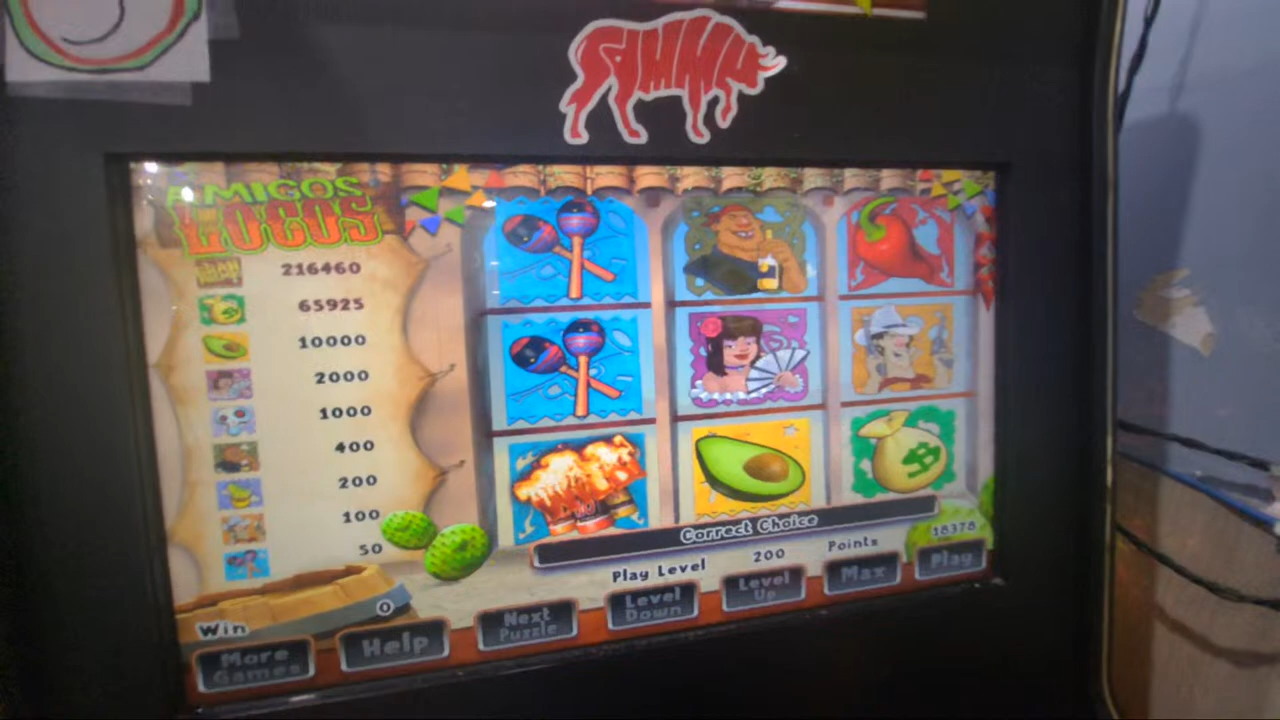 SAMMY
AMIGOS
LOCOS
216460
65925
10000
2000
1000
400
200
100
50
Correct Choice
Play Level 200 Points 18378
Win 0
More Games
Help
Next Puzzle
Level Down
Level Up
Max
Play